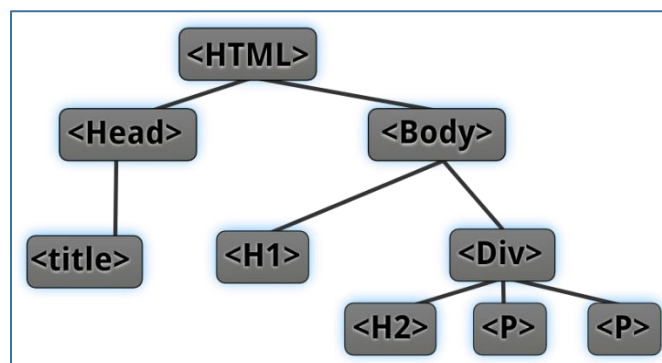 <HTML>
<Head> <Body>
<title> <H1> <Div>
<H2> <P> <P>